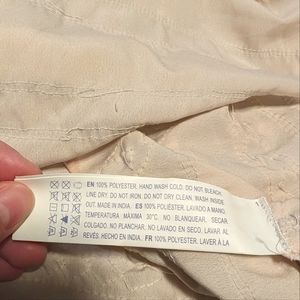 EN 100% POLYESTER. HAND WASH COLD. DO NOT BLEACH.
LINE DRY. DO NOT IRON. DO NOT DRY CLEAN. WASH INSIDE
OUT. MADE IN INDIA. ES 100% POLIÉSTER. LAVADO A MANO,
TEMPERATURA MÁXIMA: 30°C. NO BLANQUEAR. SECAR
COLGADO. NO PLANCHAR. NO LAVADO EN SECO. LAVAR AL
REVÉS. HECHO EN INDIA. FR 100% POLYESTER. LAVER À LA